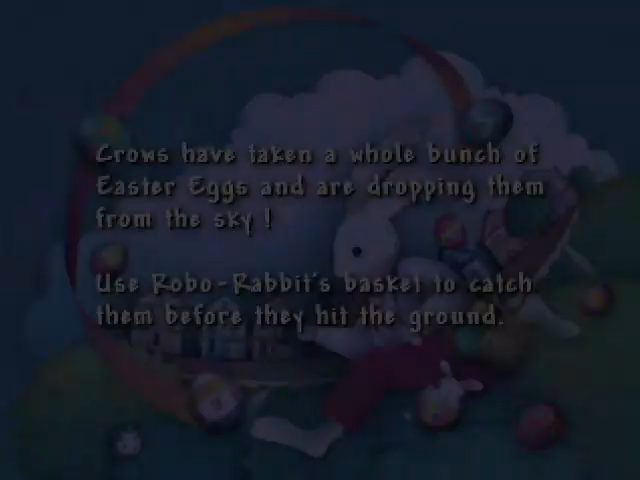 Crows have taken a whole bunch of
Easter Eggs and are dropping them
from the sky !
Use Robo-Rabbit's basket to catch
them before they hit the ground.